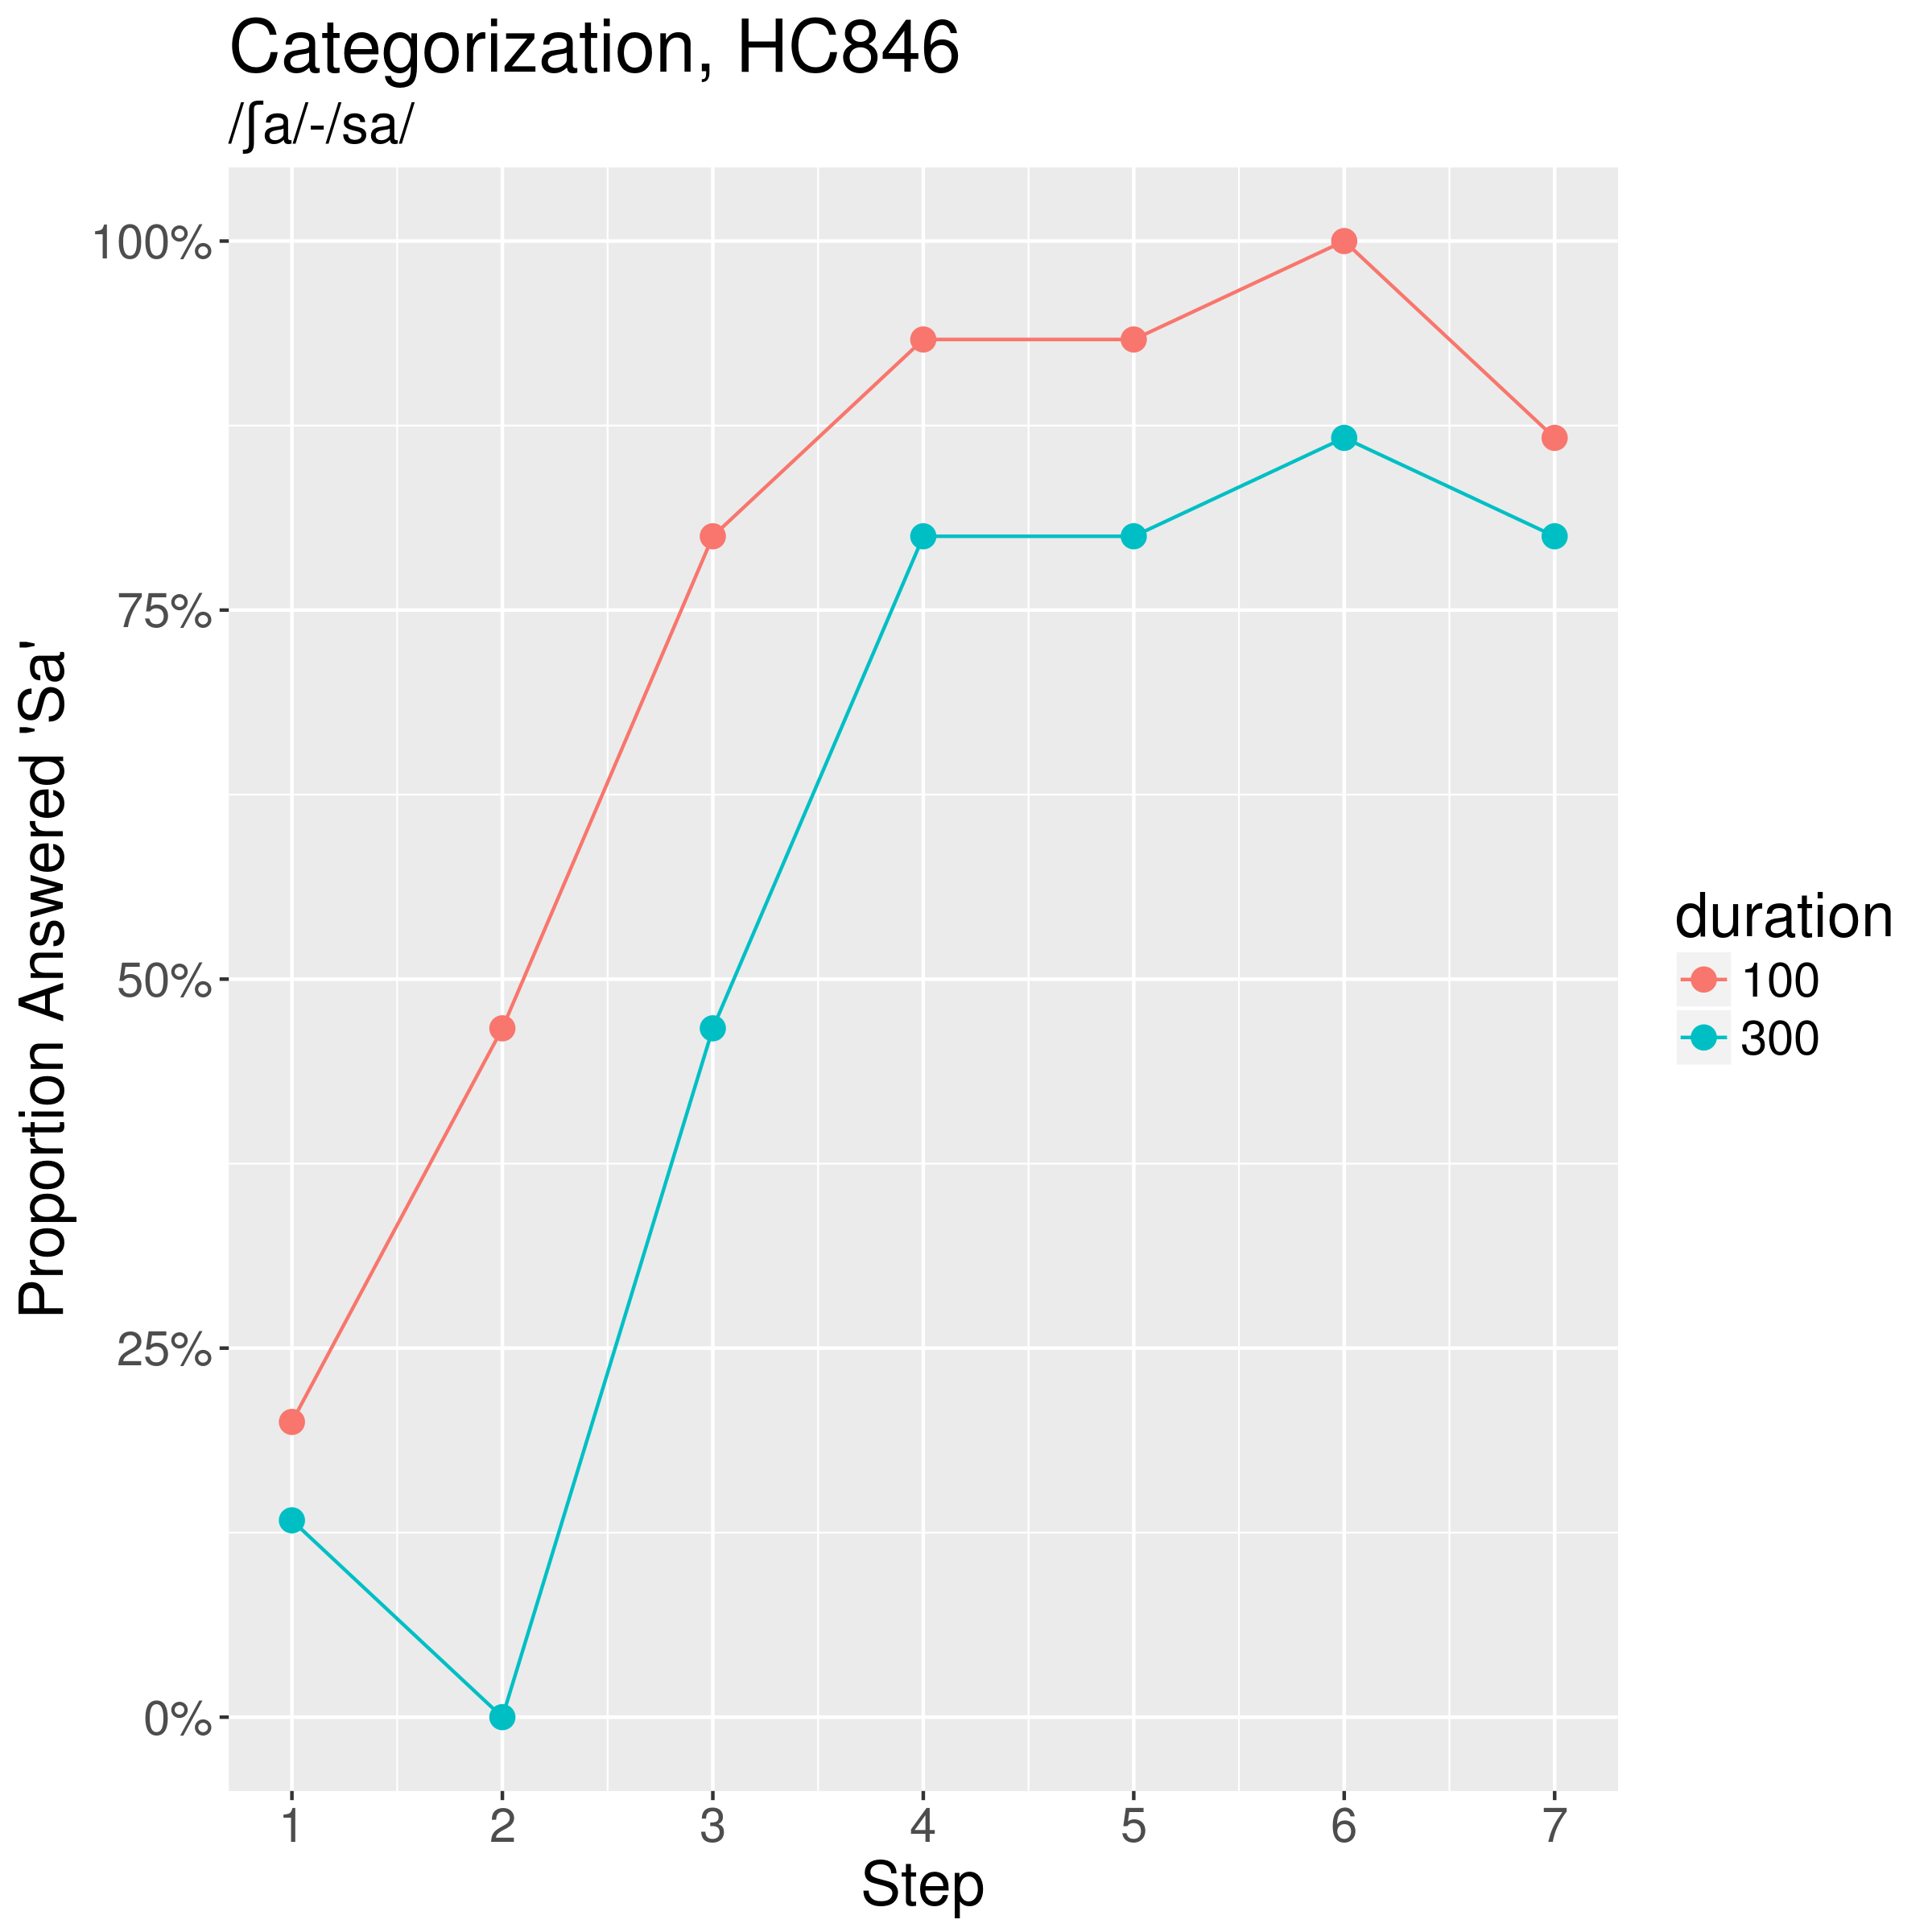 Categorization, HC846
/ʃa/-/sa/
100%
75%
50%
25%
0%
Proportion Answered 'Sa'
1 2 3 4 5 6 7
Step
duration
100
300